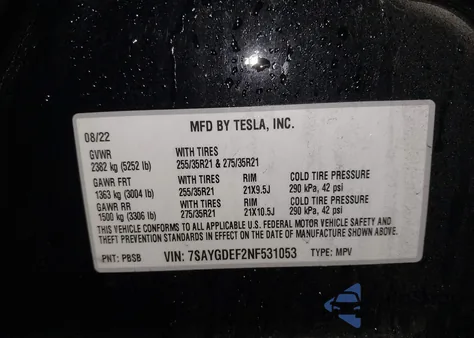 MFD BY TESLA, INC.
08/22
GVWR WITH TIRES
2382 kg (5252 lb) 255/35R21 & 275/35R21
GAWR FRT WITH TIRES RIM COLD TIRE PRESSURE
1363 kg (3004 lb) 255/35R21 21X9.5J 290 kPa, 42 psi
GAWR RR WITH TIRES RIM COLD TIRE PRESSURE
1500 kg (3306 lb) 275/35R21 21X10.5J 290 kPa, 42 psi
THIS VEHICLE CONFORMS TO ALL APPLICABLE U.S. FEDERAL MOTOR VEHICLE SAFETY AND
THEFT PREVENTION STANDARDS IN EFFECT ON THE DATE OF MANUFACTURE SHOWN ABOVE.
PNT: PBSB VIN: 7SAYGDEF2NF531053 TYPE: MPV